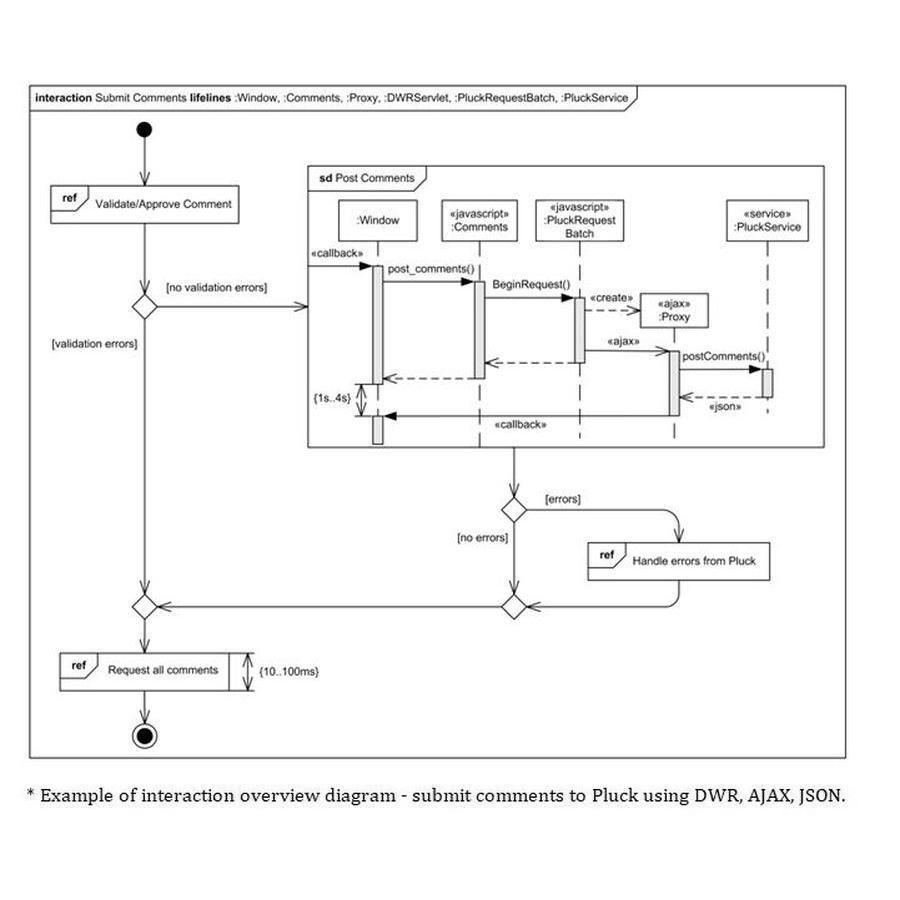 interaction Submit Comments lifelines :Window, :Comments, :Proxy, :DWRServlet, :PluckRequestBatch, :PluckService
ref
Validate/Approve Comment
[no validation errors]
[validation errors]
sd Post Comments
:Window
«javascript»
:Comments
«javascript»
:PluckRequest
Batch
«service»
:PluckService
«callback»
post_comments()
BeginRequest()
«create»
«ajax»
:Proxy
«ajax»
postComments()
{1s..4s}
«json»
«callback»
[errors]
[no errors]
ref
Handle errors from Pluck
ref
Request all comments
{10..100ms}
* Example of interaction overview diagram - submit comments to Pluck using DWR, AJAX, JSON.